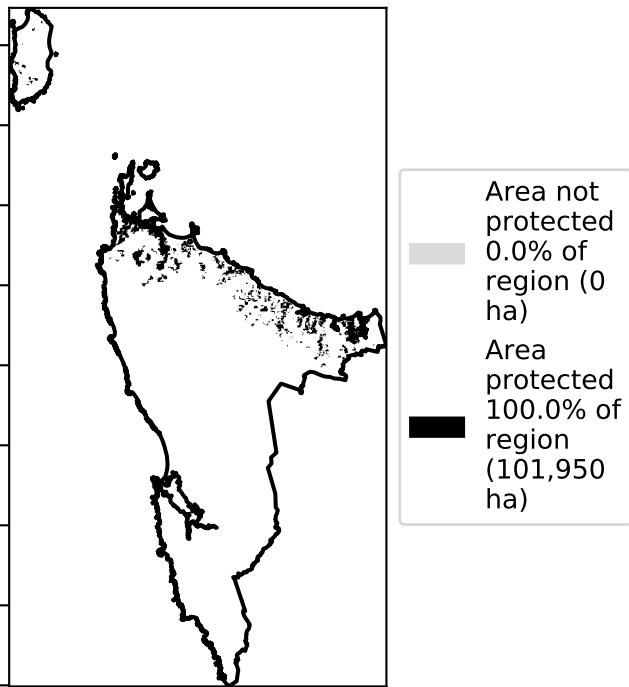 Area not
protected
0.0% of
region (0
ha)
Area
protected
100.0% of
region
(101,950
ha)